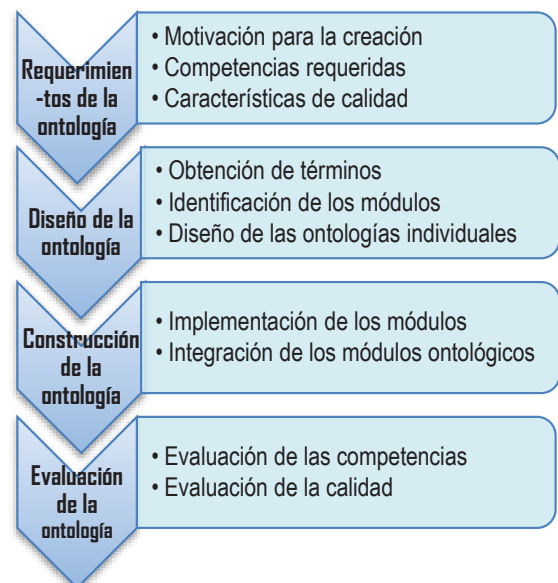 Requerimien
-tos de la
ontología
• Motivación para la creación
• Competencias requeridas
• Características de calidad
Diseño de la
ontología
• Obtención de términos
• Identificación de los módulos
• Diseño de las ontologías individuales
Construcción
de la
ontología
• Implementación de los módulos
• Integración de los módulos ontológicos
Evaluación
de la
ontología
• Evaluación de las competencias
• Evaluación de la calidad